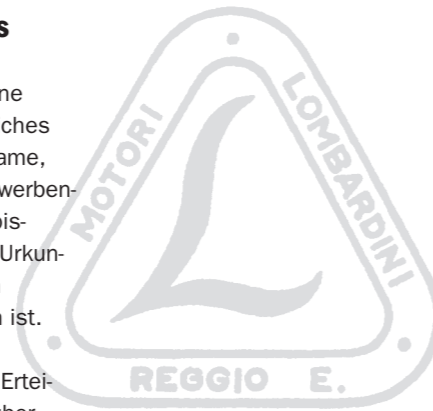 s
ne
ches
ame,
werben-
bis-
Urkun-
ist.
Ertei-
MOTORI
LOMBARDINI
L
REGGIO E.